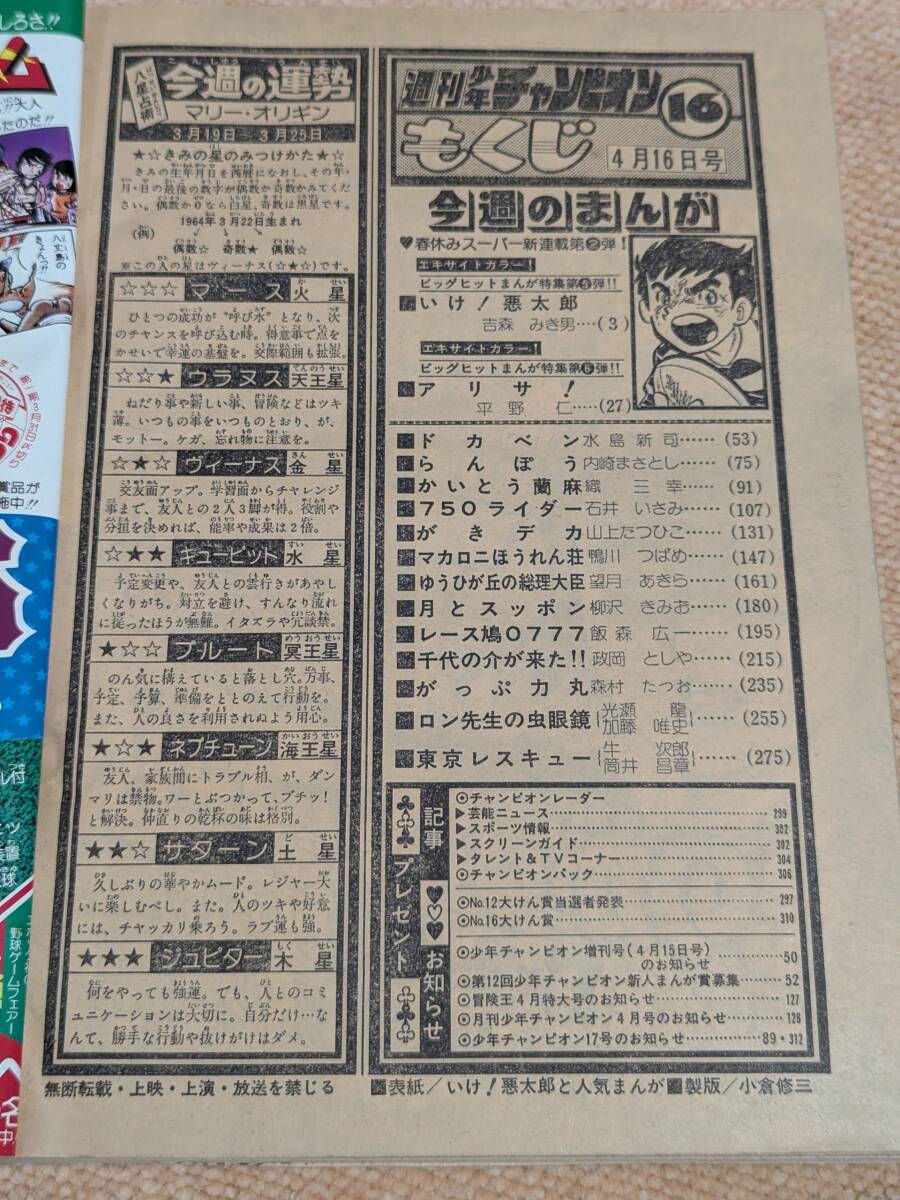 週刊少年チャンピオン 16
もくじ 4月16日号
今週のまんが
♥春休みスーパー新連載第②弾!
エキサイトカラー!
ビッグヒットまんが特集第⑤弾!!
いけ!悪太郎
吉森 みき男…(3)
エキサイトカラー!
ビッグヒットまんが特集第⑥弾!!
アリサ!
平野 仁……(27)
ドカベン 水島新司……(53)
らんぽう 内崎まさとし……(75)
かいとう蘭麻 織三幸……(91)
750ライダー 石井いさみ……(107)
がきデカ 山上たつひこ……(131)
マカロニほうれん荘 鴨川つばめ……(147)
ゆうひが丘の総理大臣 望月あきら……(161)
月とスッポン 柳沢きみお……(180)
レース鳩0777 飯森広一……(195)
千代の介が来た!! 政岡としや……(215)
がっぷ力丸 森村たつお……(235)
ロン先生の虫眼鏡 {光瀬龍 加藤唯史}……(255)
東京レスキュー {牛次郎 筒井昌章}……(275)
記事 ♥♡♥ お知らせ
♣♧♣ プレゼント ♣♧♣
⊙チャンピオンレーダー
▶芸能ニュース……299
▶スポーツ情報……302
▶スクリーンガイド……302
▶タレント&TVコーナー……304
⊙チャンピオンパック……306
⊙No.12大けん賞当選者発表……297
⊙No.16大けん賞……310
⊙少年チャンピオン増刊号(4月15日号)
のお知らせ……50
⊙第12回少年チャンピオン新人まんが賞募集……52
⊙冒険王4月特大号のお知らせ……127
⊙月刊少年チャンピオン4月号のお知らせ……128
⊙少年チャンピオン17号のお知らせ……89・312
表紙/いけ!悪太郎と人気まんが 製版/小倉修三
八星占術
今週の運勢
マリー・オリギン
3月19日~3月25日
★☆きみの星のみつけかた★☆
きみの生年月日を西暦になおし、その年・
月・日の最後の数字が偶数か奇数かみてくだ
さい。偶数か0なら白星、奇数は黒星です。
1964年3月22日生まれ
(例) ↓ ↓ ↓
偶数☆ 奇数★ 偶数☆
※この人の星はヴィーナス(☆★☆)です。
☆☆☆ マース 火星
ひとつの成功が“呼び水”となり、次
のチャンスを呼び込む時。得意事で点を
かせいで幸運の基盤を。交際範囲も拡張。
☆☆★ ウラヌス 天王星
ねだり事や新しい事、冒険などはツキ
薄。いつもの事をいつものとおり、が、
モットー。ケガ、忘れ物に注意を。
☆★☆ ヴィーナス 金星
交友面アップ。学習面からチャレンジ
事まで、友人との2人3脚が得。役割や
分担を決めれば、能率や成果は2倍。
☆★★ キューピット 水星
予定変更や、友人との雲行きがあやし
くなりがち。対立を避け、すんなり流れ
に従ったほうが無難。イタズラや冗談禁。
★☆☆ プルート 冥王星
のん気に構えていると落とし穴。万事、
予定、予算、準備をととのえて行動を。
また、人の良さを利用されぬよう用心。
★☆★ ネプチューン 海王星
友人、家族間にトラブル相、が、ダン
マリは禁物。ワーとぶつかって、プチッ!
と解決。仲直りの乾杯の味は格別。
★★☆ サターン 土星
久しぶりの華やかムード。レジャー大
いに楽しむべし。また。人のツキや好意
には、チャッカリ乗ろう。ラブ運も強。
★★★ ジュピター 木星
何をやっても強運。でも、人とのコミ
ュニケーションは大切に。自分だけ…な
んて、勝手な行動や抜けがけはダメ。
無断転載・上映・上演・放送を禁じる
しろさ!!
たのだ!!
八丈島の
きょんっ!!
賞品が
施中!!
野球ゲームフェアー